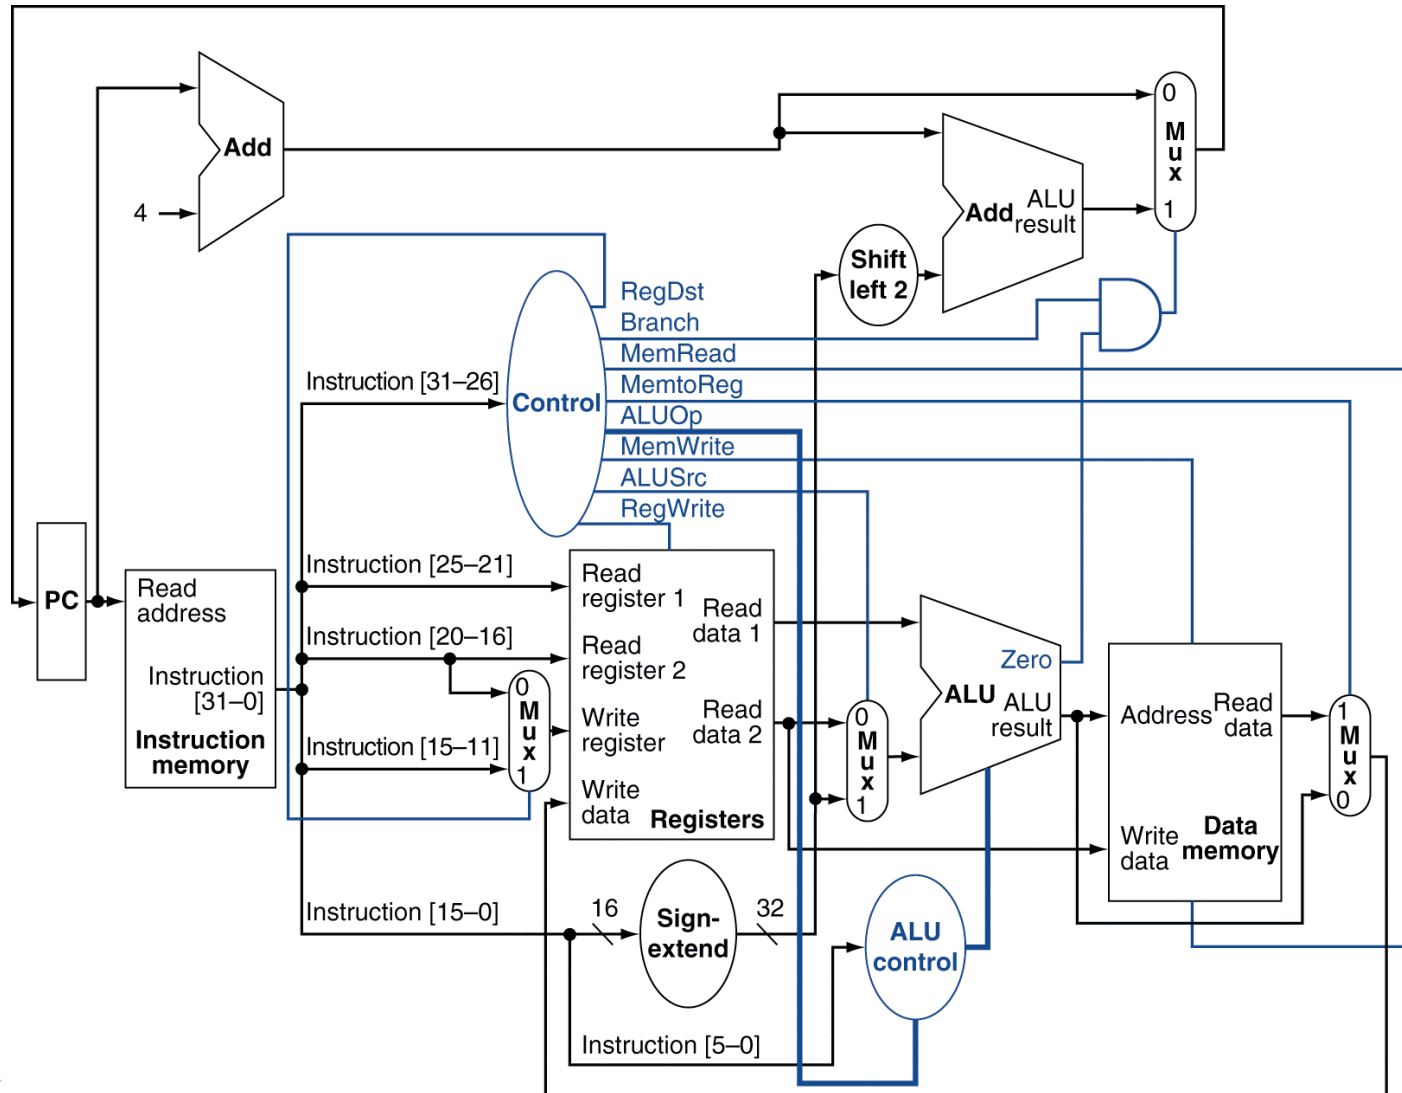 0
M
u
x
1
Add
4
Add
ALU
result
Shift
left 2
RegDst
Branch
MemRead
MemtoReg
ALUOp
MemWrite
ALUSrc
RegWrite
Instruction [31–26]
Control
PC
Read
address
Instruction
[31–0]
Instruction
memory
Instruction [25–21]
Instruction [20–16]
Instruction [15–11]
0
M
u
x
1
Read
register 1
Read
register 2
Write
register
Write
data
Read
data 1
Read
data 2
Registers
0
M
u
x
1
Zero
ALU
ALU
result
Address
Read
data
Write
data
Data
memory
1
M
u
x
0
Instruction [15–0]
16
Sign-
extend
32
ALU
control
Instruction [5–0]